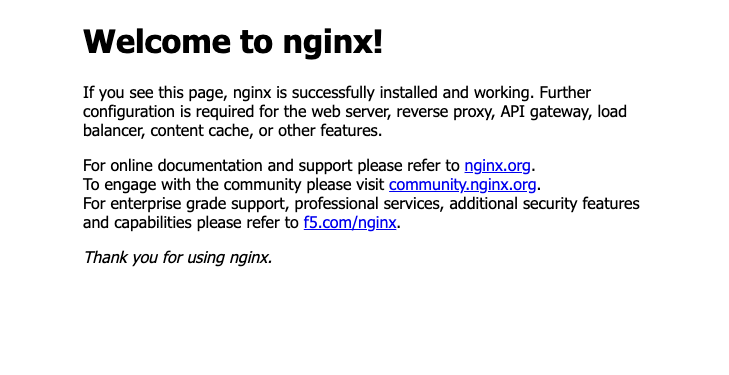 Welcome to nginx!
If you see this page, nginx is successfully installed and working. Further
configuration is required for the web server, reverse proxy, API gateway, load
balancer, content cache, or other features.
For online documentation and support please refer to nginx.org.
To engage with the community please visit community.nginx.org.
For enterprise grade support, professional services, additional security features
and capabilities please refer to f5.com/nginx.
Thank you for using nginx.